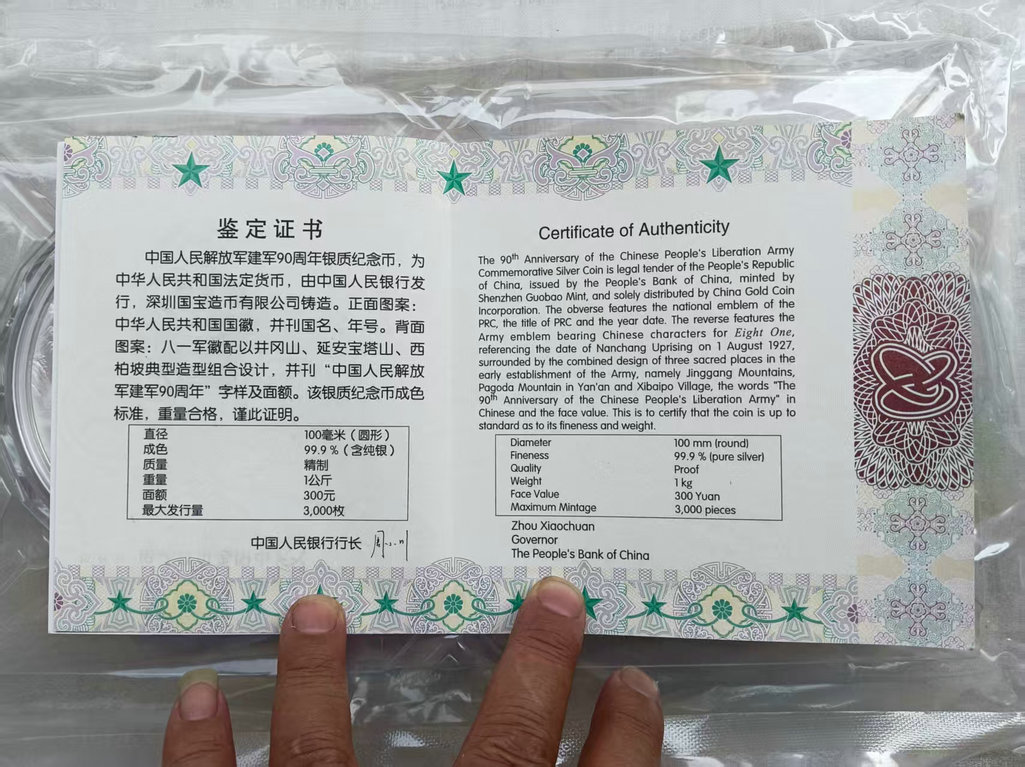 鉴定证书
中国人民解放军建军90周年银质纪念币，为
中华人民共和国法定货币，由中国人民银行发
行，深圳国宝造币有限公司铸造。正面图案：
中华人民共和国国徽，并刊国名、年号。背面
图案：八一军徽配以井冈山、延安宝塔山、西
柏坡典型造型组合设计，并刊“中国人民解放
军建军90周年”字样及面额。该银质纪念币成色
标准，重量合格，谨此证明。
直径 100毫米（圆形）
成色 99.9％（含纯银）
质量 精制
重量 1公斤
面额 300元
最大发行量 3,000枚
中国人民银行行长
Certificate of Authenticity
The 90th Anniversary of the Chinese People's Liberation Army
Commemorative Silver Coin is legal tender of the People's Republic
of China, issued by the People's Bank of China, minted by
Shenzhen Guobao Mint, and solely distributed by China Gold Coin
Incorporation. The obverse features the national emblem of the
PRC, the title of PRC and the year date. The reverse features the
Army emblem bearing Chinese characters for Eight One,
referencing the date of Nanchang Uprising on 1 August 1927,
surrounded by the combined design of three sacred places in the
early establishment of the Army, namely Jinggang Mountains,
Pagoda Mountain in Yan'an and Xibaipo Village, the words "The
90th Anniversary of the Chinese People's Liberation Army" in
Chinese and the face value. This is to certify that the coin is up to
standard as to its fineness and weight.
Diameter 100 mm (round)
Fineness 99.9 % (pure silver)
Quality Proof
Weight 1 kg
Face Value 300 Yuan
Maximum Mintage 3,000 pieces
Zhou Xiaochuan
Governor
The People's Bank of China